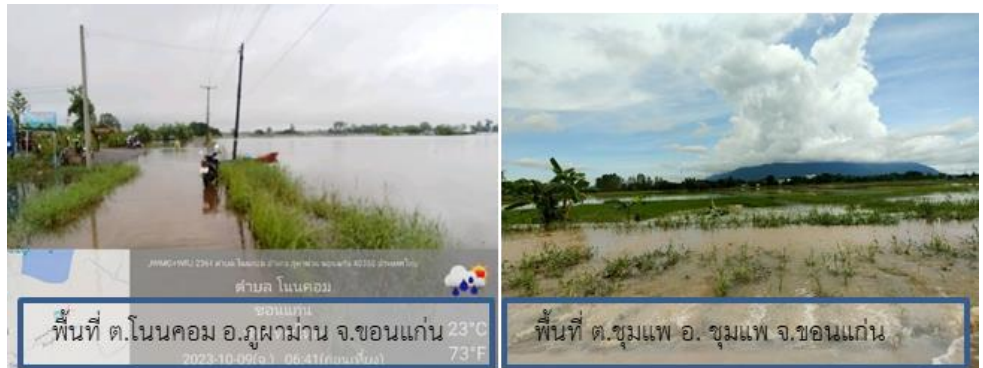 ตำบล โนนคอม
ขอนแก่น
พื้นที่ ต.โนนคอม อ.ภูผาม่าน จ.ขอนแก่น
23°C
2023-10-09(จ.) 06:41(ก่อนเที่ยง)
73°F
พื้นที่ ต.ชุมแพ อ. ชุมแพ จ.ขอนแก่น